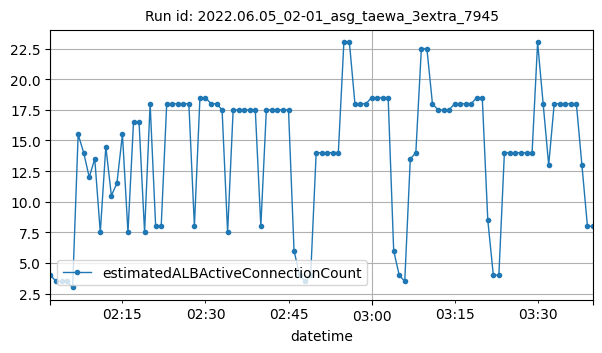 Run id: 2022.06.05_02-01_asg_taewa_3extra_7945
22.5
20.0
17.5
15.0
12.5
10.0
7.5
5.0
2.5
estimatedALBActiveConnectionCount
02:15 02:30 02:45 03:00 03:15 03:30
datetime